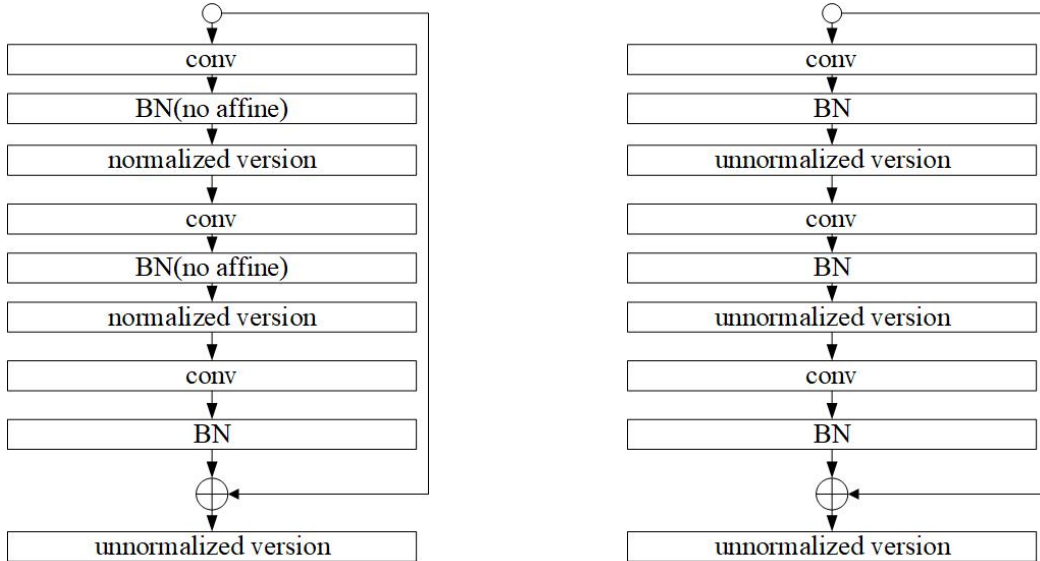 conv
BN(no affine)
normalized version
conv
BN(no affine)
normalized version
conv
BN
unnormalized version
conv
BN
unnormalized version
conv
BN
unnormalized version
conv
BN
unnormalized version